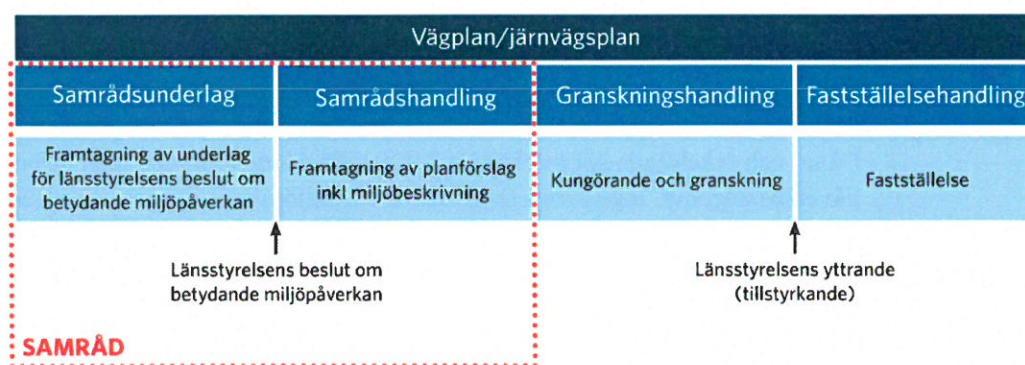 Vägplan/järnvägsplan
Samrådsunderlag
Samrådshandling
Granskningshandling
Fastställelsehandling
Framtagning av underlag
för länsstyrelsens beslut om
betydande miljöpåverkan
Framtagning av planförslag
inkl miljöbeskrivning
Kungörande och granskning
Fastställelse
Länsstyrelsens beslut om
betydande miljöpåverkan
Länsstyrelsens yttrande
(tillstyrkande)
SAMRÅD